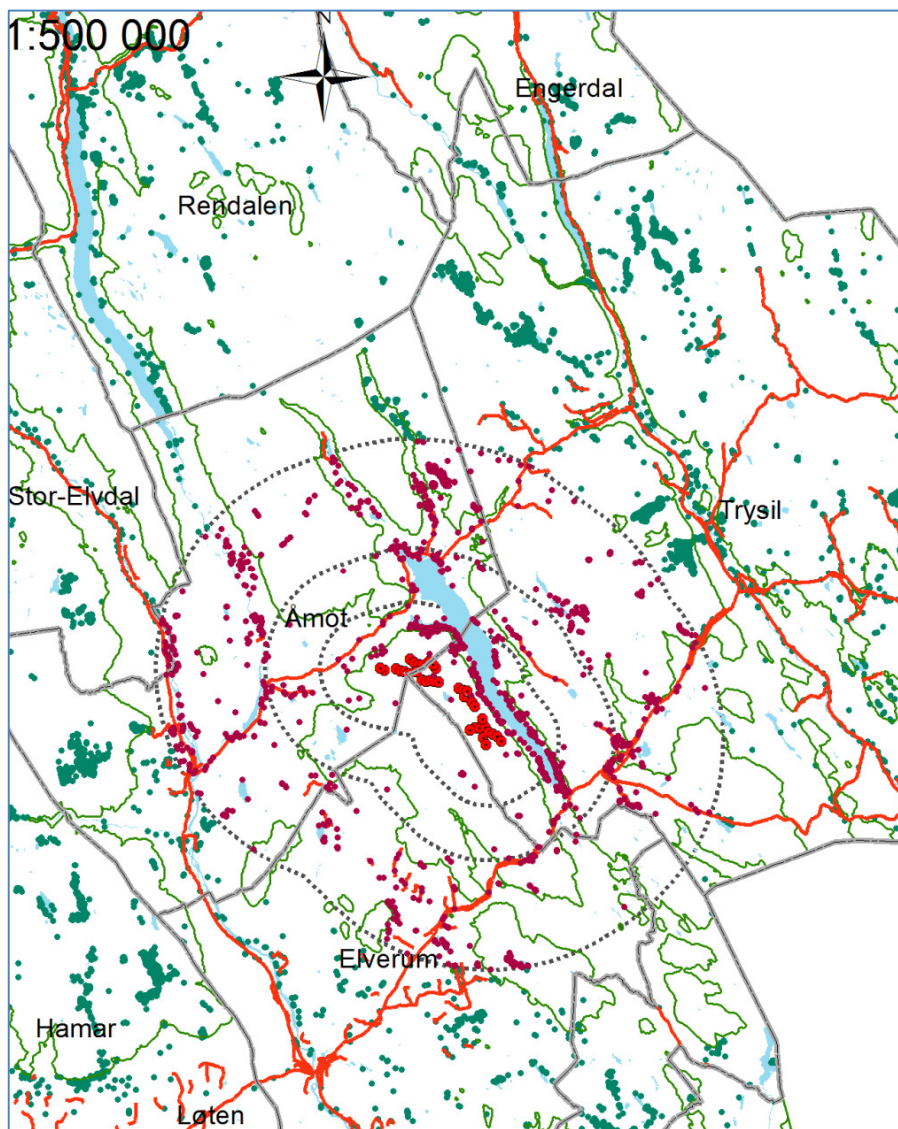 1:500 000
N
Engerdal
Rendalen
Stor-Elvdal
Trysil
Åmot
Elverum
Hamar
Løten